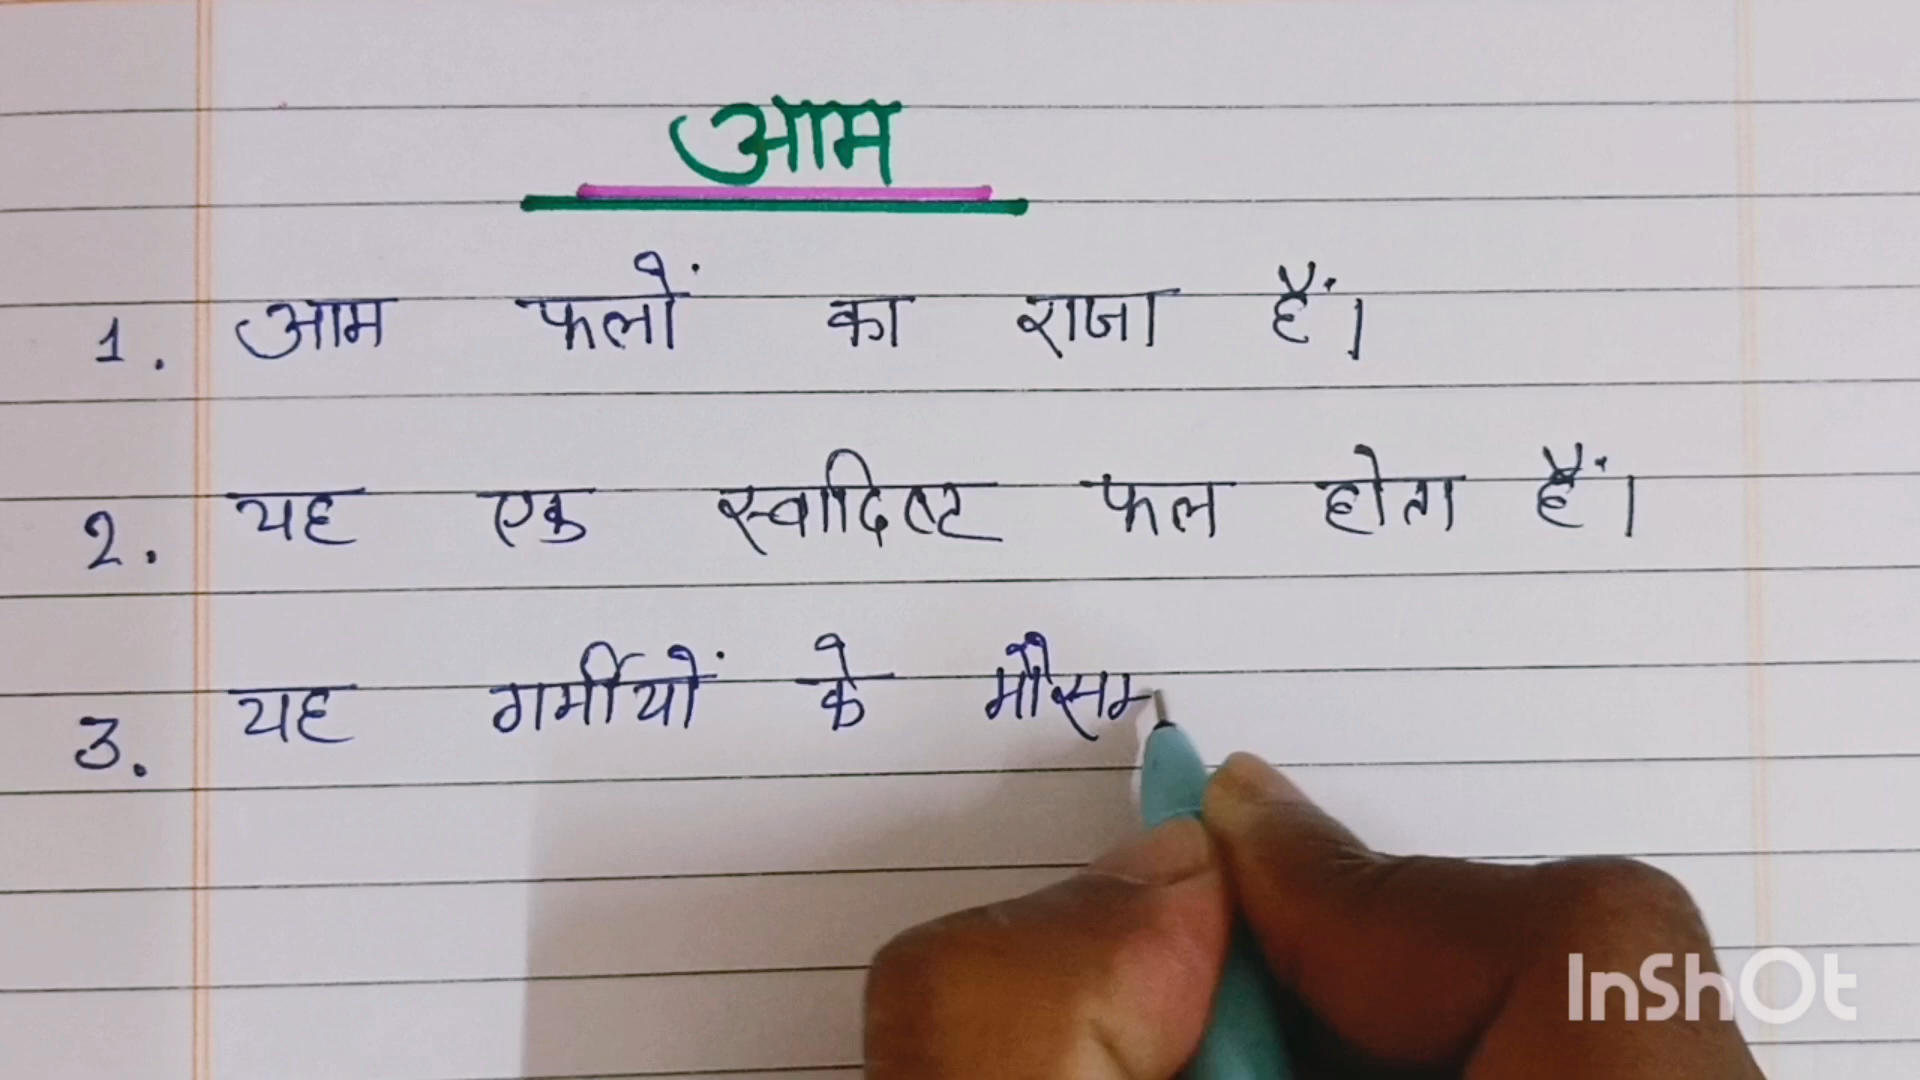 आम
1. आम फलों का राजा हैं।
2. यह एक स्वादिष्ट फल होता हैं।
3. यह गर्मीयों के मौसम
InShOt